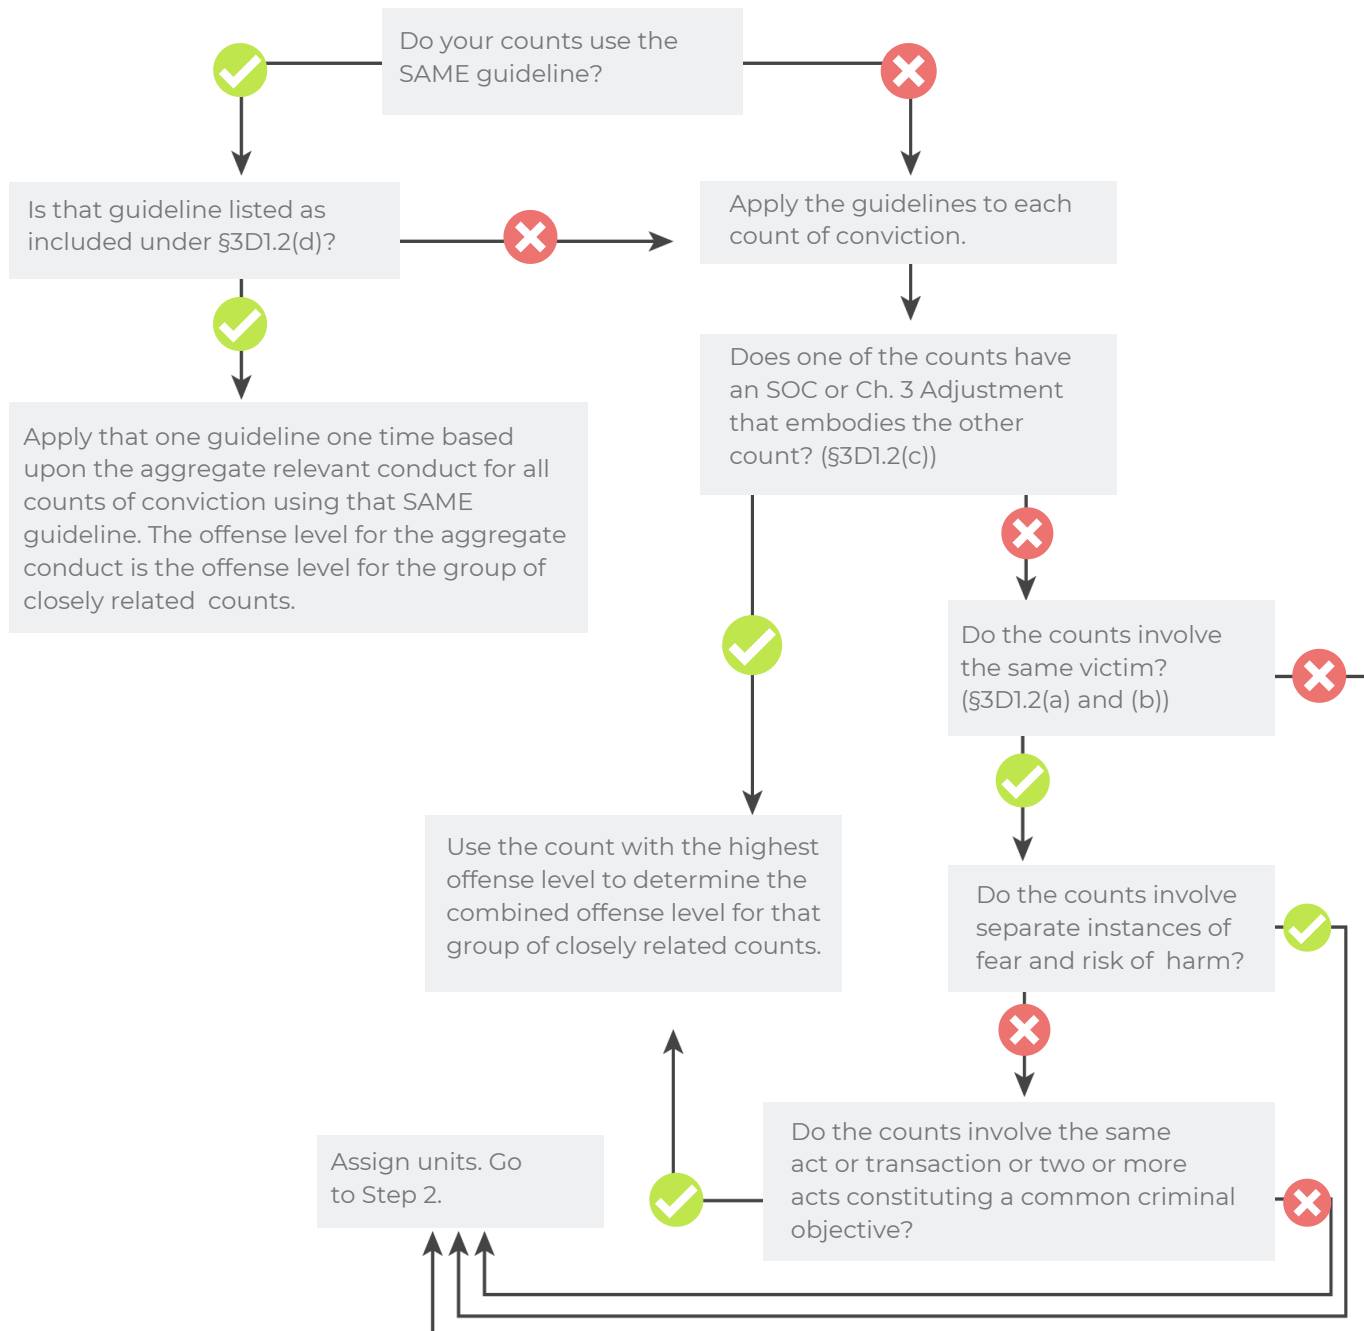 Do your counts use the
SAME guideline?
Is that guideline listed as
included under §3D1.2(d)?
Apply the guidelines to each
count of conviction.
Does one of the counts have
an SOC or Ch. 3 Adjustment
that embodies the other
count? (§3D1.2(c))
Apply that one guideline one time based
upon the aggregate relevant conduct for all
counts of conviction using that SAME
guideline. The offense level for the aggregate
conduct is the offense level for the group of
closely related counts.
Do the counts involve
the same victim?
(§3D1.2(a) and (b))
Use the count with the highest
offense level to determine the
combined offense level for that
group of closely related counts.
Do the counts involve
separate instances of
fear and risk of harm?
Do the counts involve the same
act or transaction or two or more
acts constituting a common criminal
objective?
Assign units. Go
to Step 2.